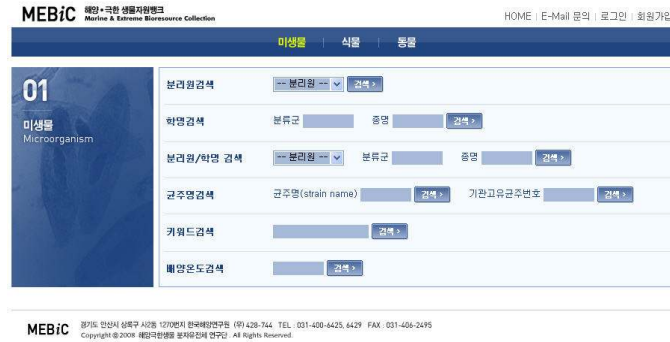 MEBiC 해양·극한 생물자원뱅크
Marine & Extreme Bioresource Collection
HOME | E-Mail 문의 | 로그인 | 회원가입
미생물 | 식물 | 동물
01
미생물
Microorganism
분리원검색 -- 분리원 -- 검색 >
학명검색 분류군 종명 검색 >
분리원/학명 검색 -- 분리원 -- 분류군 종명 검색 >
균주명검색 균주명(strain name) 검색 > 기관고유균주번호 검색 >
키워드검색 검색 >
배양온도검색 검색 >
MEBiC 경기도 안산시 상록구 사2동 1270번지 한국해양연구원 (우) 428-744 TEL : 031-400-6425, 6429 FAX : 031-406-2495
Copyright @ 2008 해양극한생물 분자유전체 연구단. All Rights Reserved.